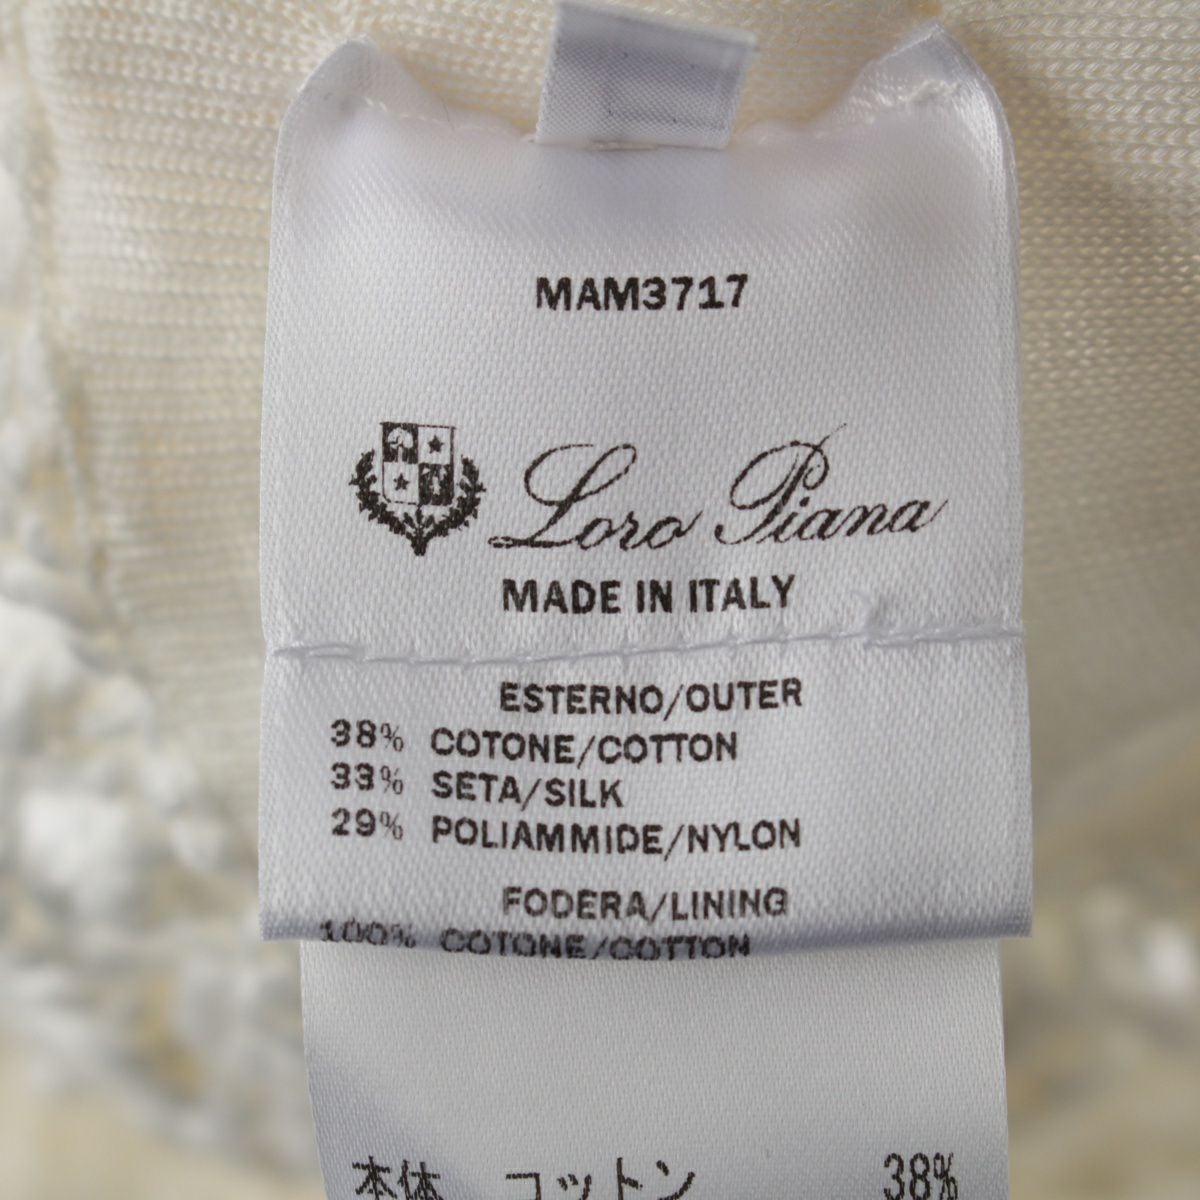 MAM3717
Loro Piana
MADE IN ITALY
ESTERNO/OUTER
38% COTONE/COTTON
33% SETA/SILK
29% POLIAMMIDE/NYLON
FODERA/LINING
100% COTONE/COTTON
本体 コットン 38%